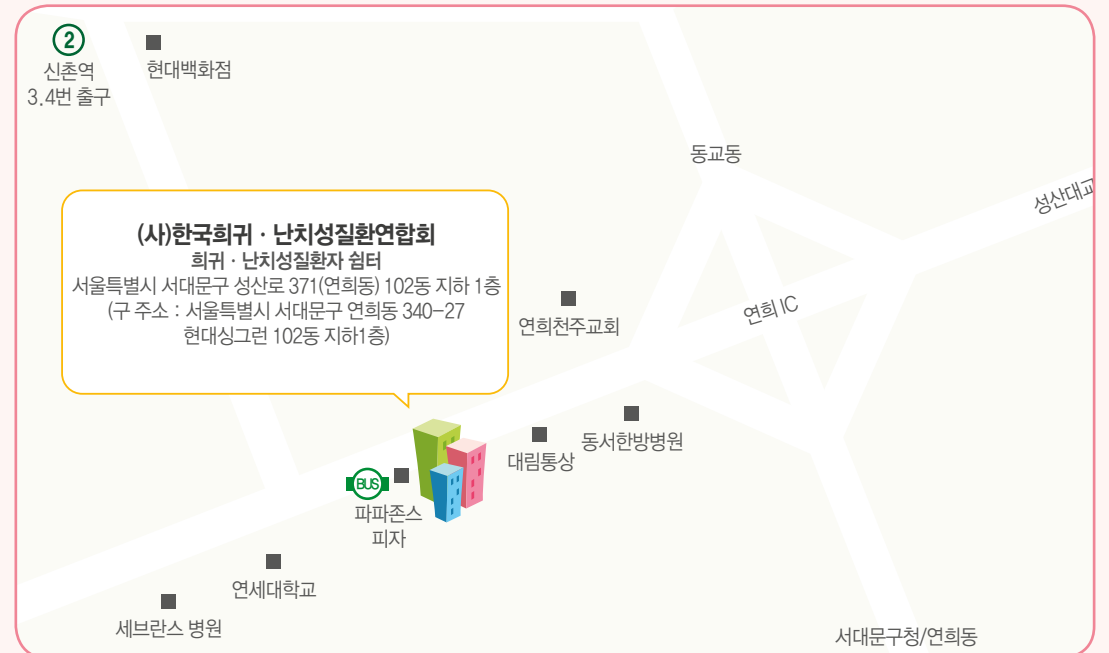 2
신촌역
3.4번 출구
현대백화점
동교동
성산대교
(사)한국희귀 · 난치성질환연합회
희귀 · 난치성질환자 쉼터
서울특별시 서대문구 성산로 371(연희동) 102동 지하 1층
(구 주소 : 서울특별시 서대문구 연희동 340-27
현대싱그런 102동 지하1층)
연희천주교회
연희 IC
동서한방병원
대림통상
BUS
파파존스
피자
연세대학교
세브란스 병원
서대문구청/연희동